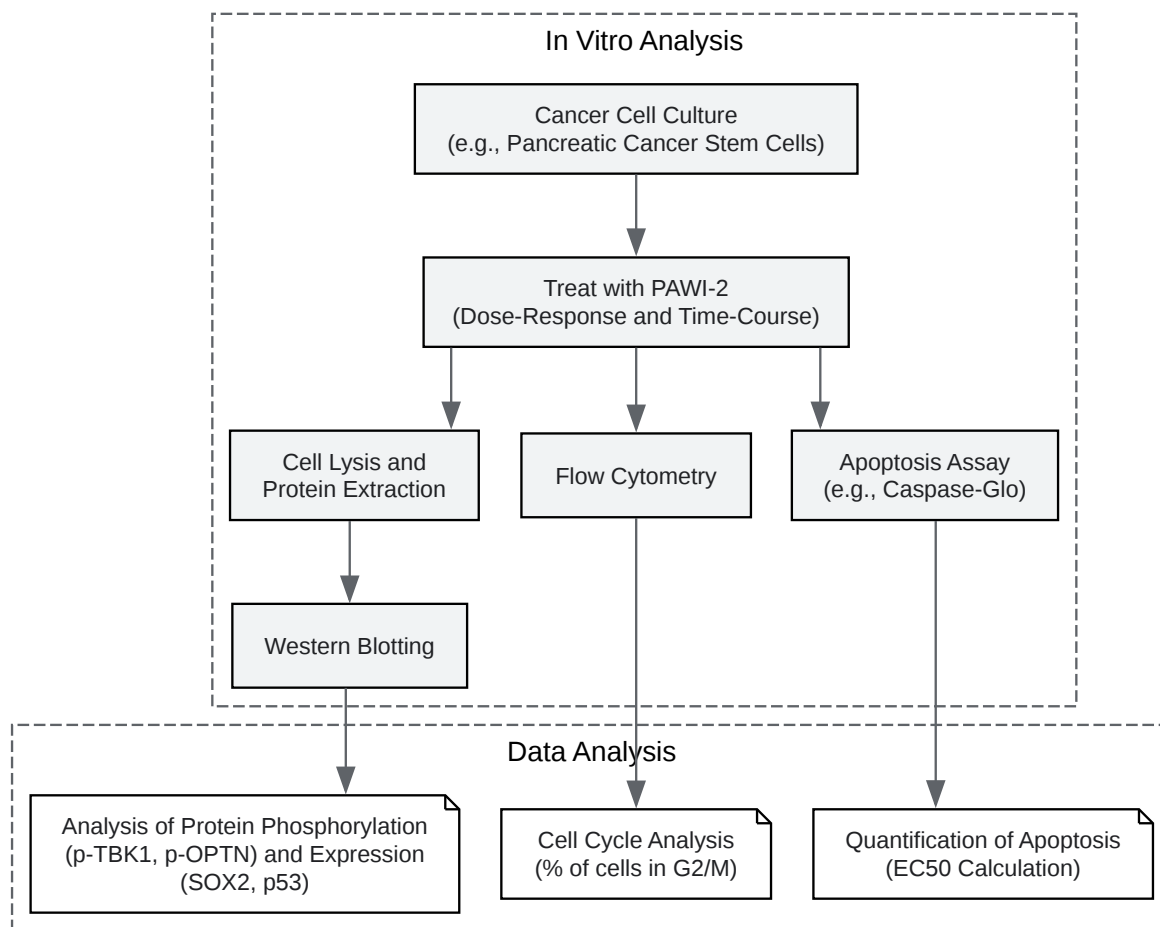 In Vitro Analysis
Cancer Cell Culture
(e.g., Pancreatic Cancer Stem Cells)
Treat with PAWI-2
(Dose-Response and Time-Course)
Cell Lysis and
Protein Extraction
Flow Cytometry
Apoptosis Assay
(e.g., Caspase-Glo)
Western Blotting
Data Analysis
Analysis of Protein Phosphorylation
(p-TBK1, p-OPTN) and Expression
(SOX2, p53)
Cell Cycle Analysis
(% of cells in G2/M)
Quantification of Apoptosis
(EC50 Calculation)